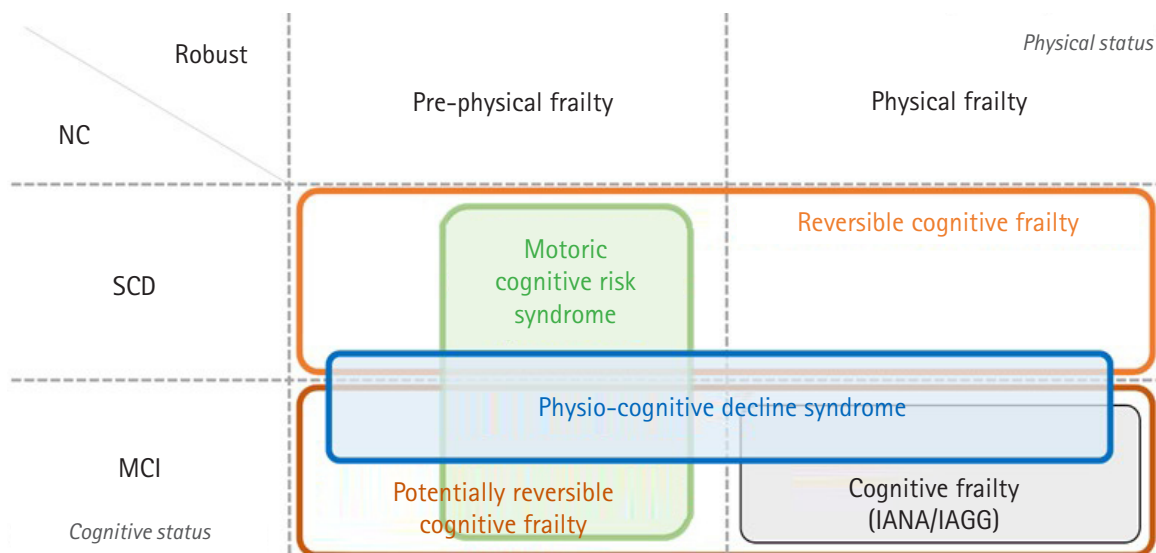 Robust
Physical status
Pre-physical frailty
Physical frailty
NC
Reversible cognitive frailty
Motoric
cognitive risk
syndrome
SCD
Physio-cognitive decline syndrome
MCI
Potentially reversible
cognitive frailty
Cognitive frailty
(IANA/IAGG)
Cognitive status